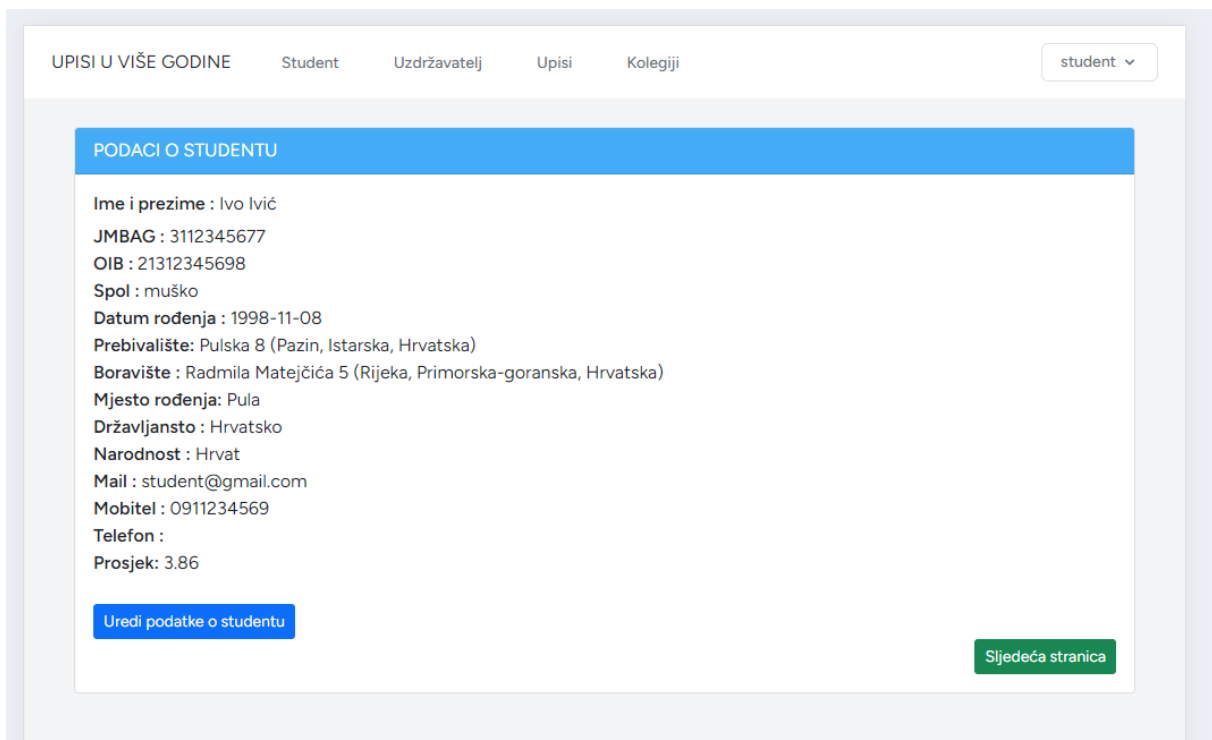 UPISI U VIŠE GODINE Student Uzdržavatelj Upisi Kolegiji student
PODACI O STUDENTU
Ime i prezime : Ivo Ivić
JMBAG : 3112345677
OIB : 21312345698
Spol : muško
Datum rođenja : 1998-11-08
Prebivalište: Pulska 8 (Pazin, Istarska, Hrvatska)
Boravište : Radmila Matejčića 5 (Rijeka, Primorska-goranska, Hrvatska)
Mjesto rođenja: Pula
Državljansto : Hrvatsko
Narodnost : Hrvat
Mail : student@gmail.com
Mobitel : 0911234569
Telefon :
Prosjek: 3.86
Uredi podatke o studentu
Sljedeća stranica